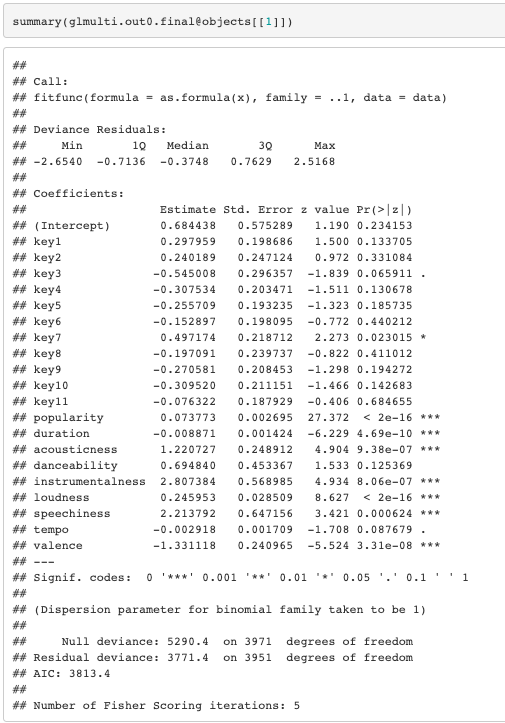 summary(glmulti.out0.final@objects[[1]])
##
## Call:
## fitfunc(formula = as.formula(x), family = ..1, data = data)
##
## Deviance Residuals:
##     Min       1Q   Median       3Q      Max
## -2.6540  -0.7136  -0.3748   0.7629   2.5168
##
## Coefficients:
##                   Estimate Std. Error z value Pr(>|z|)
## (Intercept)       0.684438   0.575289   1.190 0.234153
## key1              0.297959   0.198686   1.500 0.133705
## key2              0.240189   0.247124   0.972 0.331084
## key3             -0.545008   0.296357  -1.839 0.065911 .
## key4             -0.307534   0.203471  -1.511 0.130678
## key5             -0.255709   0.193235  -1.323 0.185735
## key6             -0.152897   0.198095  -0.772 0.440212
## key7              0.497174   0.218712   2.273 0.023015 *
## key8             -0.197091   0.239737  -0.822 0.411012
## key9             -0.270581   0.208453  -1.298 0.194272
## key10            -0.309520   0.211151  -1.466 0.142683
## key11            -0.076322   0.187929  -0.406 0.684655
## popularity        0.073773   0.002695  27.372  < 2e-16 ***
## duration         -0.008871   0.001424  -6.229 4.69e-10 ***
## acousticness      1.220727   0.248912   4.904 9.38e-07 ***
## danceability      0.694840   0.453367   1.533 0.125369
## instrumentalness  2.807384   0.568985   4.934 8.06e-07 ***
## loudness          0.245953   0.028509   8.627  < 2e-16 ***
## speechiness       2.213792   0.647156   3.421 0.000624 ***
## tempo            -0.002918   0.001709  -1.708 0.087679 .
## valence          -1.331118   0.240965  -5.524 3.31e-08 ***
## ---
## Signif. codes:  0 '***' 0.001 '**' 0.01 '*' 0.05 '.' 0.1 ' ' 1
##
## (Dispersion parameter for binomial family taken to be 1)
##
##     Null deviance: 5290.4  on 3971  degrees of freedom
## Residual deviance: 3771.4  on 3951  degrees of freedom
## AIC: 3813.4
##
## Number of Fisher Scoring iterations: 5